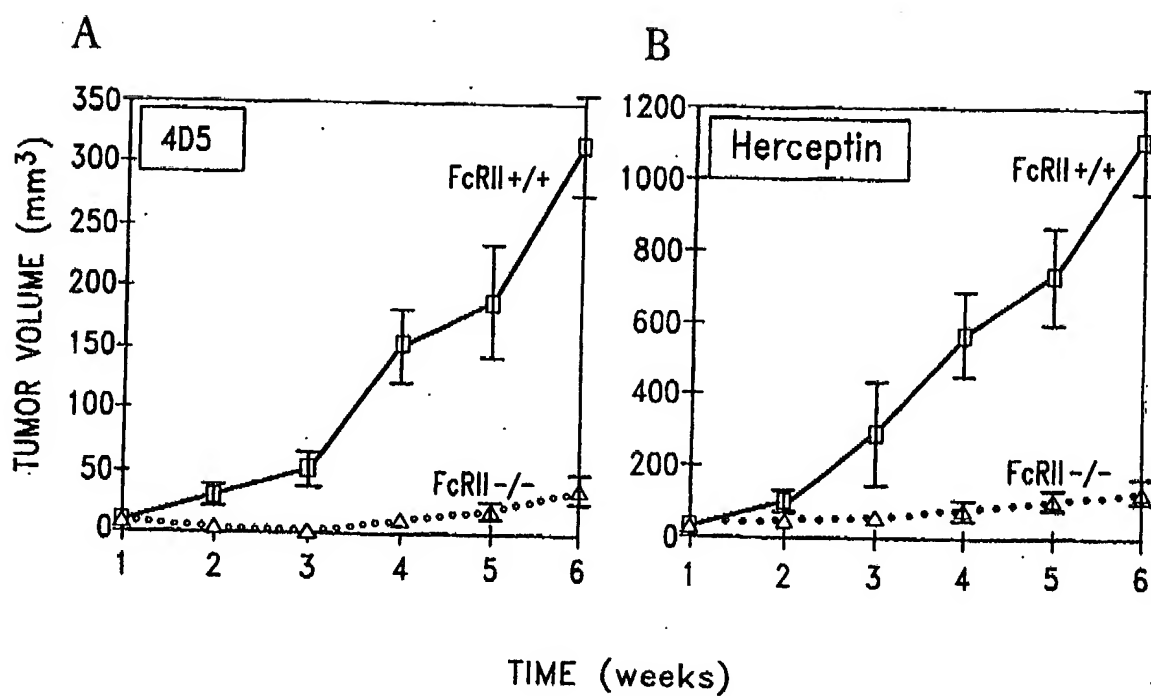 A
B
TUMOR VOLUME (mm³)
350
300
250
200
150
100
50
0
4D5
FcRII+/+
FcRII-/-
1 2 3 4 5 6
1200
1000
800
600
400
200
0
Herceptin
FcRII+/+
FcRII-/-
1 2 3 4 5 6
TIME (weeks)